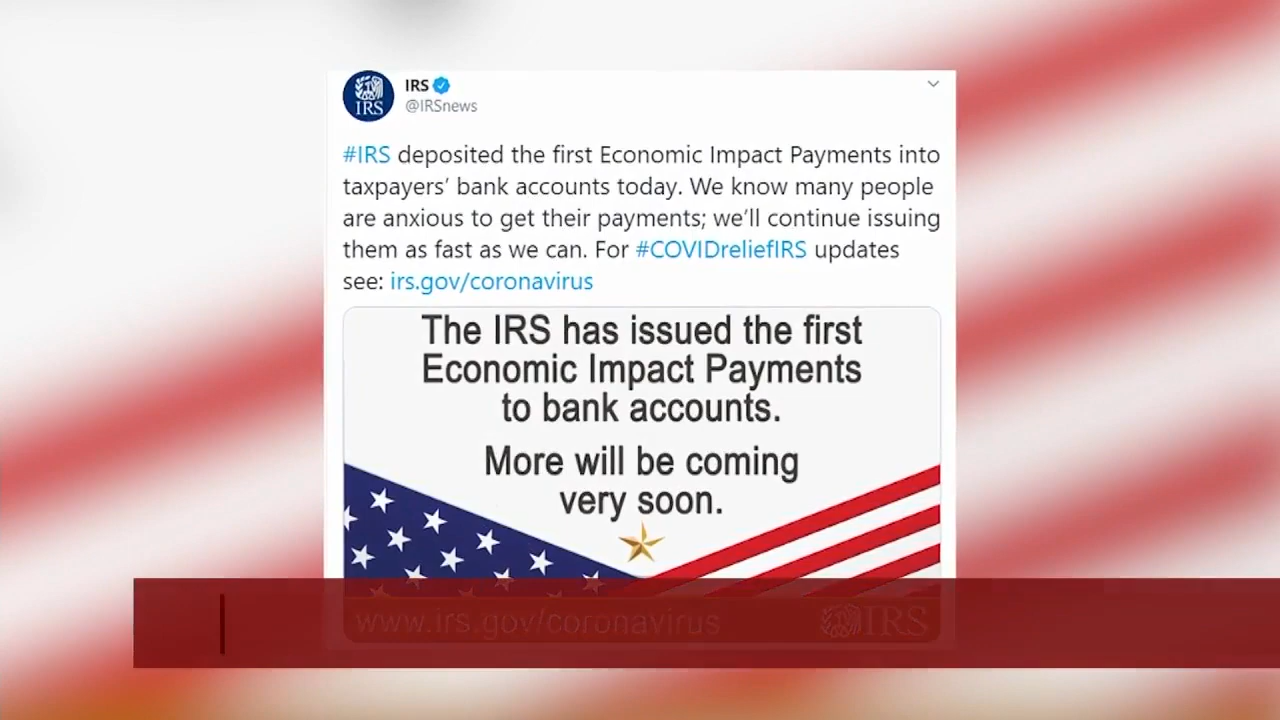 IRS
@IRSnews
IRS
#IRS deposited the first Economic Impact Payments into
taxpayers’ bank accounts today. We know many people
are anxious to get their payments; we’ll continue issuing
them as fast as we can. For #COVIDreliefIRS updates
see: irs.gov/coronavirus
The IRS has issued the first
Economic Impact Payments
to bank accounts.
More will be coming
very soon.
www.irs.gov/coronavirus
IRS